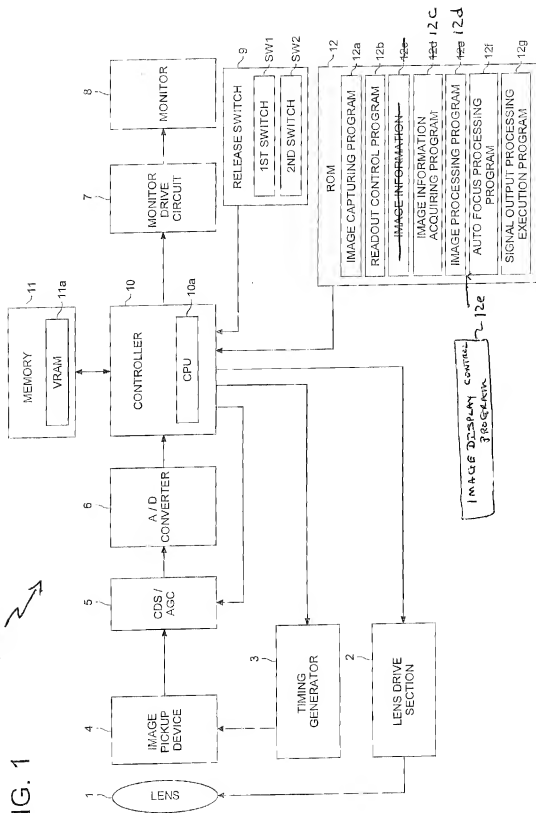 IG. 1
8
MONITOR
7
MONITOR
DRIVE
CIRCUIT
9
RELEASE SWITCH
SW1
1ST SWITCH
SW2
2ND SWITCH
12
ROM
12a
IMAGE CAPTURING PROGRAM
12b
READOUT CONTROL PROGRAM
12c
IMAGE INFORMATION
12d 12c
IMAGE INFORMATION
ACQUIRING PROGRAM
12e 12d
IMAGE PROCESSING PROGRAM
12f
AUTO FOCUS PROCESSING
PROGRAM
12g
SIGNAL OUTPUT PROCESSING
EXECUTION PROGRAM
12e
IMAGE DISPLAY CONTROL
PROGRAM
11
MEMORY
11a
VRAM
10
CONTROLLER
10a
CPU
6
A / D
CONVERTER
5
CDS /
AGC
4
IMAGE
PICKUP
DEVICE
3
TIMING
GENERATOR
2
LENS DRIVE
SECTION
1
LENS